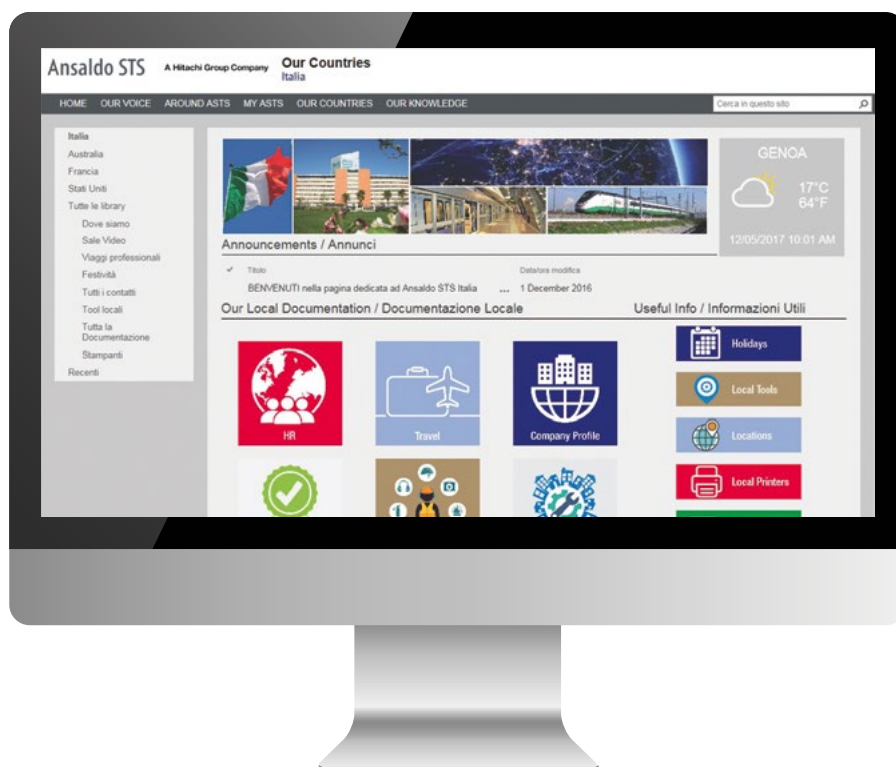 Ansaldo STS
A Hitachi Group Company
Our Countries
Italia
HOME OUR VOICE AROUND ASTS MY ASTS OUR COUNTRIES OUR KNOWLEDGE
Cerca in questo sito
Italia
Australia
Francia
Stati Uniti
Tutte le library
Dove siamo
Sale Video
Viaggi professionali
Festività
Tutti i contatti
Tool locali
Tutta la
Documentazione
Stampanti
Recenti
GENOA
17°C
64°F
12/05/2017 10:01 AM
Announcements / Annunci
Titolo Data/ora modifica
BENVENUTI nella pagina dedicata ad Ansaldo STS Italia ... 1 December 2016
Our Local Documentation / Documentazione Locale
HR
Travel
Company Profile
Useful Info / Informazioni Utili
Holidays
Local Tools
Locations
Local Printers